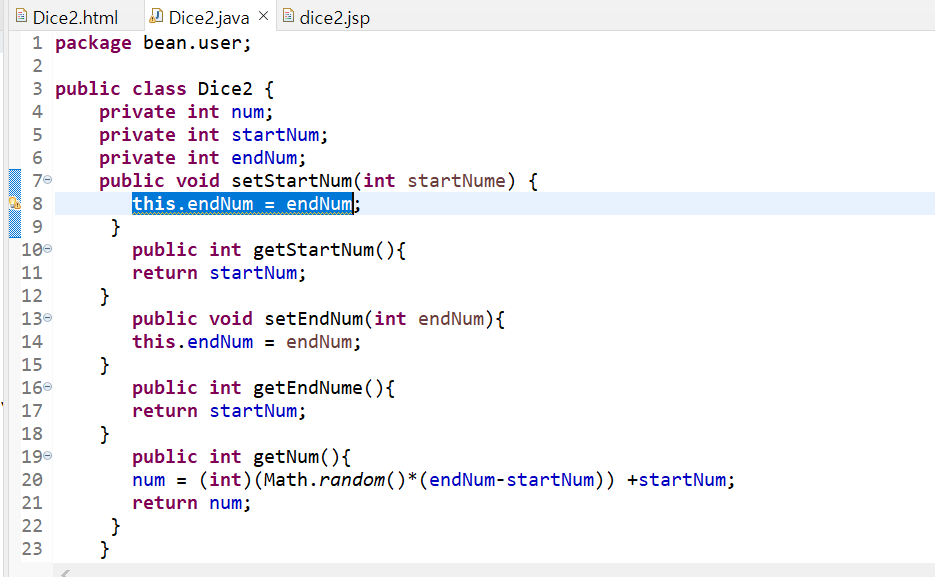 Dice2.html Dice2.java dice2.jsp
1 package bean.user;
2
3 public class Dice2 {
4 private int num;
5 private int startNum;
6 private int endNum;
7 public void setStartNum(int startNume) {
8 this.endNum = endNum;
9 }
10 public int getStartNum(){
11 return startNum;
12 }
13 public void setEndNum(int endNum){
14 this.endNum = endNum;
15 }
16 public int getEndNume(){
17 return startNum;
18 }
19 public int getNum(){
20 num = (int)(Math.random()*(endNum-startNum)) +startNum;
21 return num;
22 }
23 }